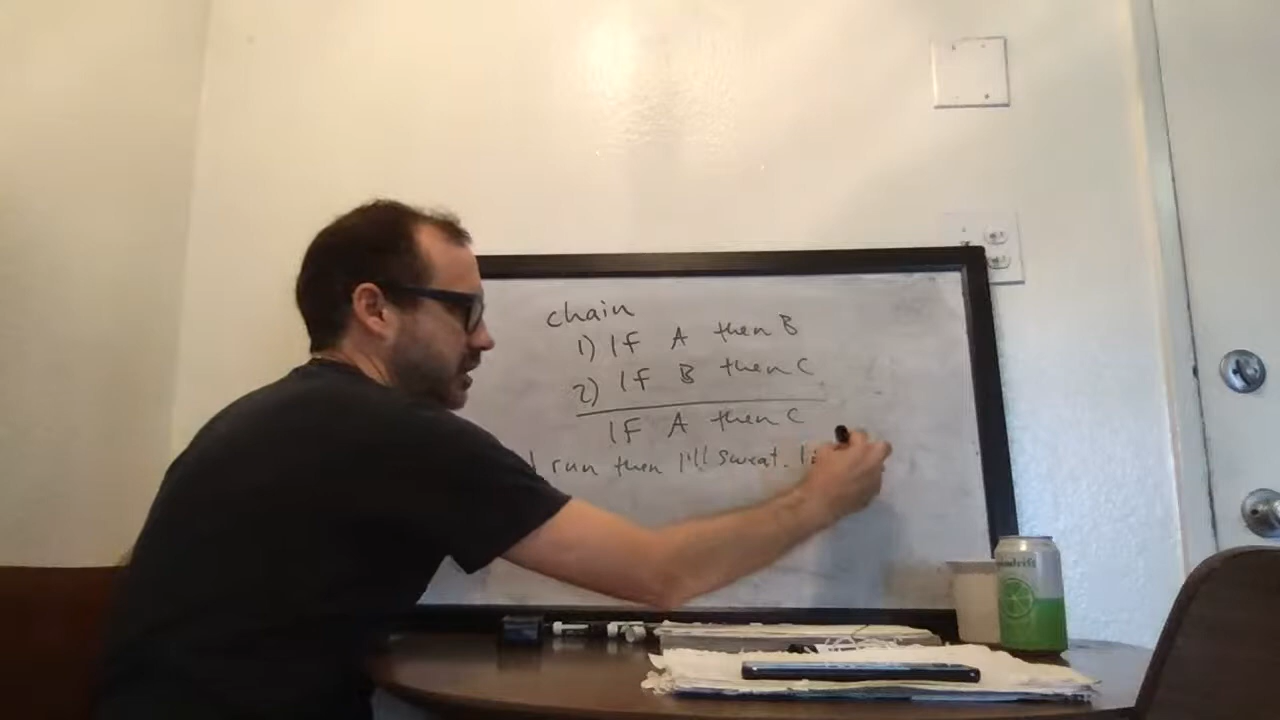 chain
1) If A then B
2) If B then C
If A then C
I run then I'll sweat. I